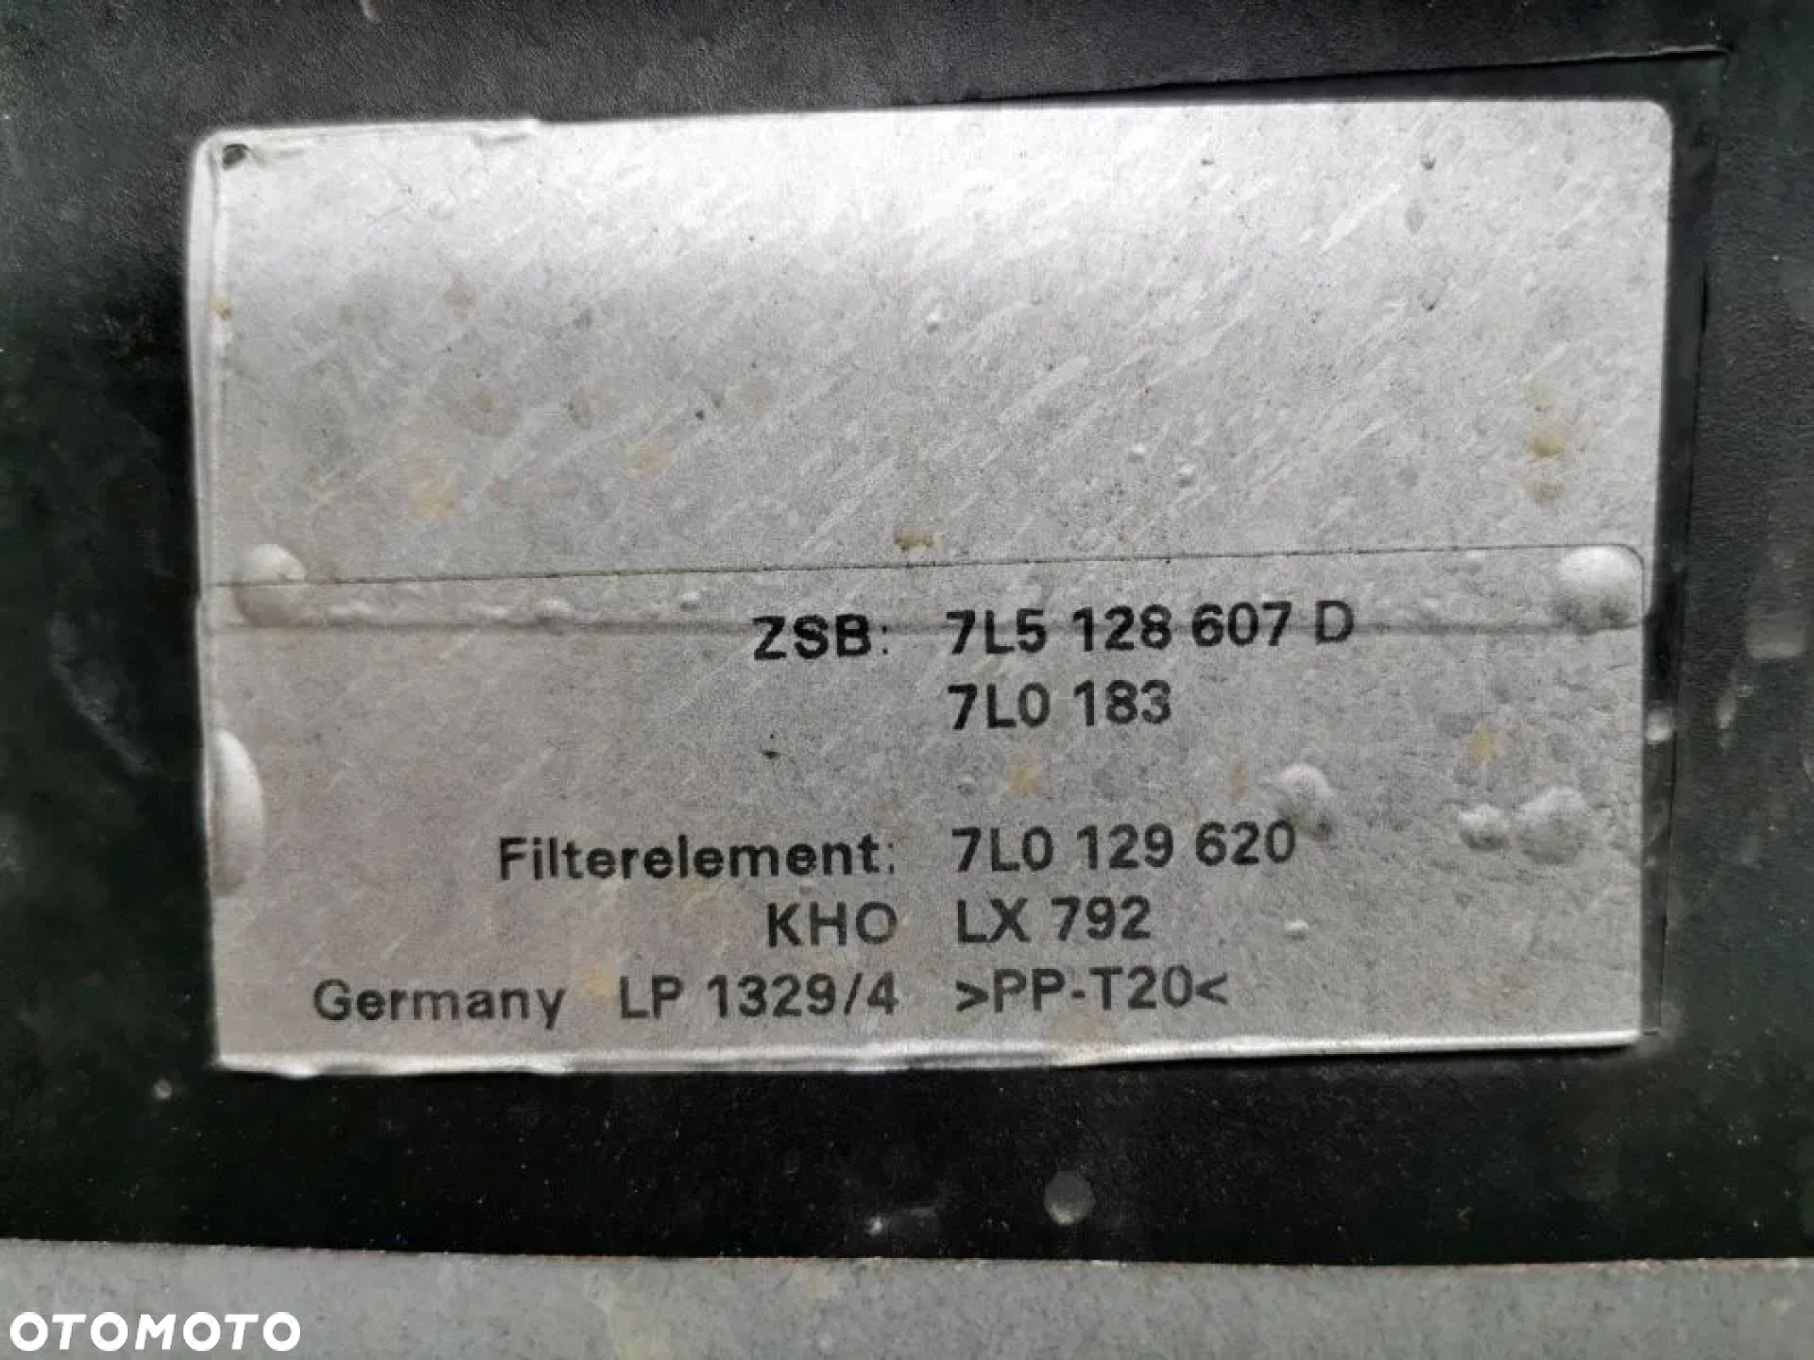 ZSB: 7L5 128 607 D
7L0 183
Filterelement: 7L0 129 620
KHO LX 792
Germany LP 1329/4 >PP-T20<
OTOMOTO